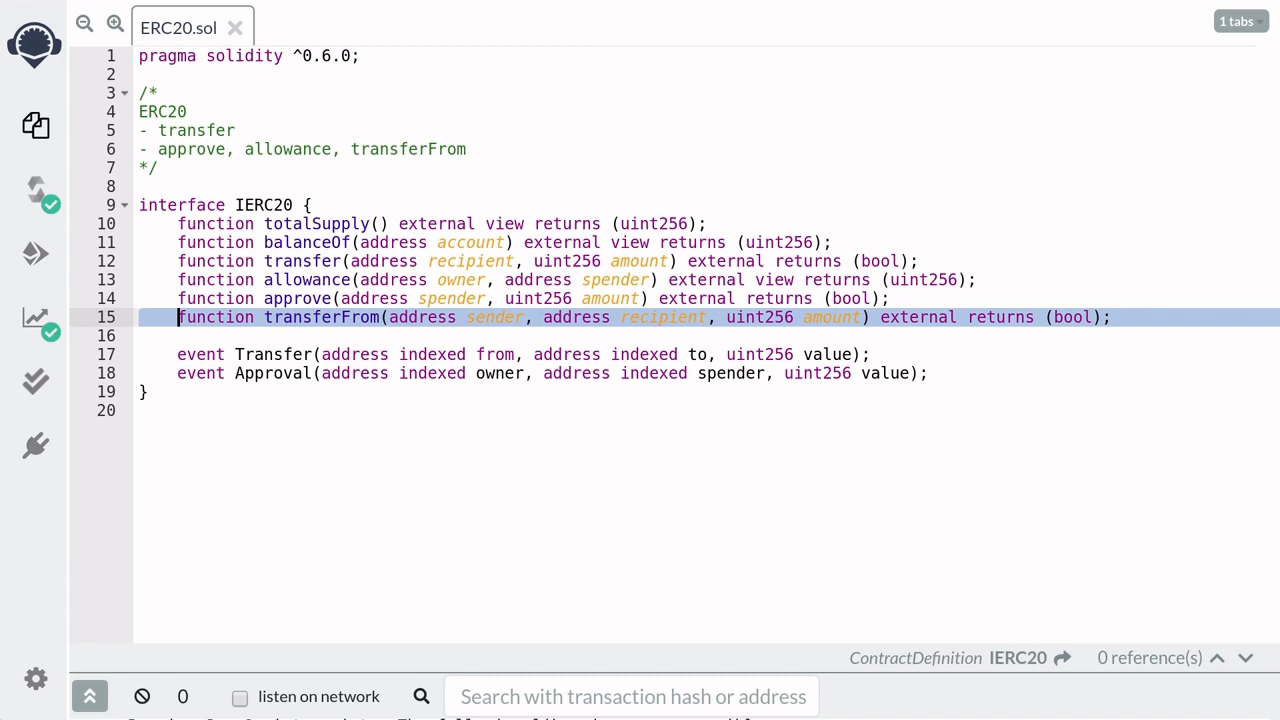 ERC20.sol
1 tabs
1 pragma solidity ^0.6.0;
2
3 /*
4 ERC20
5 - transfer
6 - approve, allowance, transferFrom
7 */
8
9 interface IERC20 {
10 function totalSupply() external view returns (uint256);
11 function balanceOf(address account) external view returns (uint256);
12 function transfer(address recipient, uint256 amount) external returns (bool);
13 function allowance(address owner, address spender) external view returns (uint256);
14 function approve(address spender, uint256 amount) external returns (bool);
15 function transferFrom(address sender, address recipient, uint256 amount) external returns (bool);
16
17 event Transfer(address indexed from, address indexed to, uint256 value);
18 event Approval(address indexed owner, address indexed spender, uint256 value);
19 }
20
ContractDefinition IERC20 0 reference(s)
0 listen on network Search with transaction hash or address